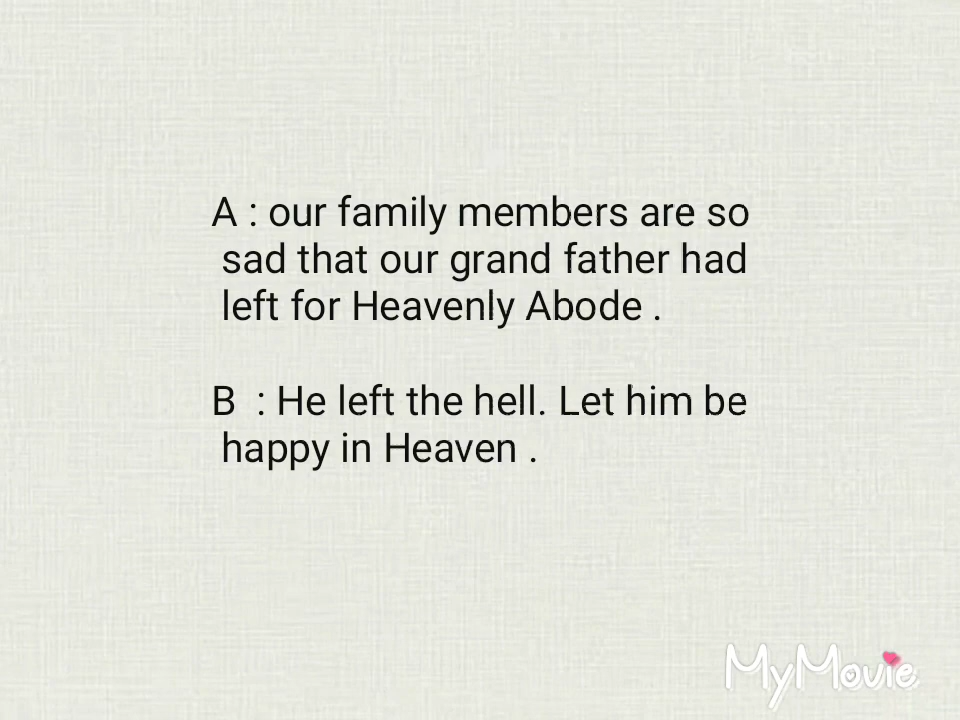 A : our family members are so
sad that our grand father had
left for Heavenly Abode .
B  : He left the hell. Let him be
happy in Heaven .
MyMovie